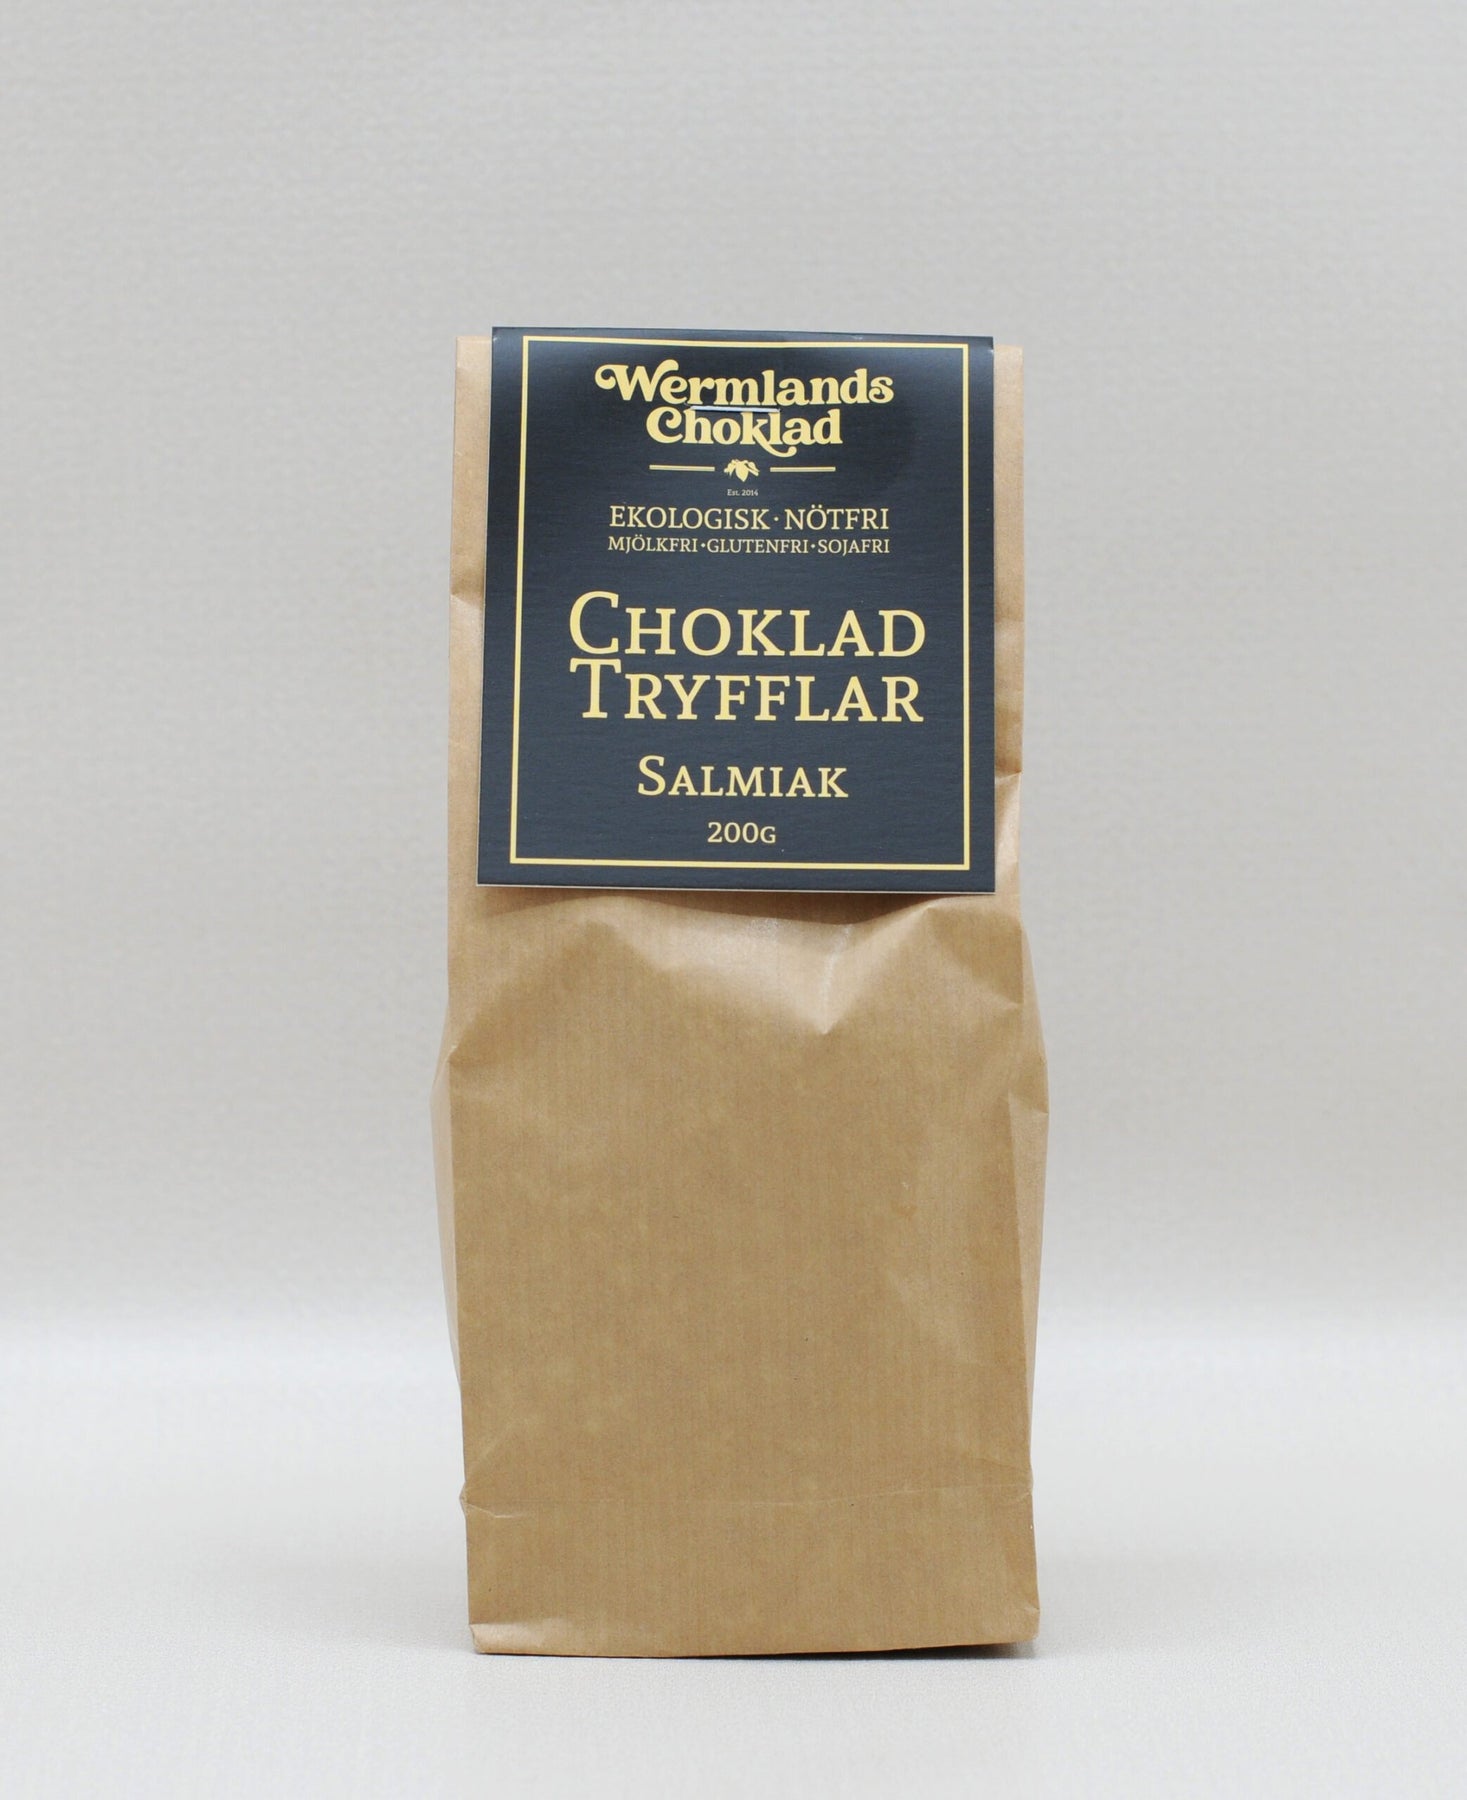 Wermlands
Choklad
Est. 2014
EKOLOGISK · NÖTFRI
MJÖLKFRI • GLUTENFRI • SOJAFRI
CHOKLAD
TRYFFLAR
SALMIAK
200G